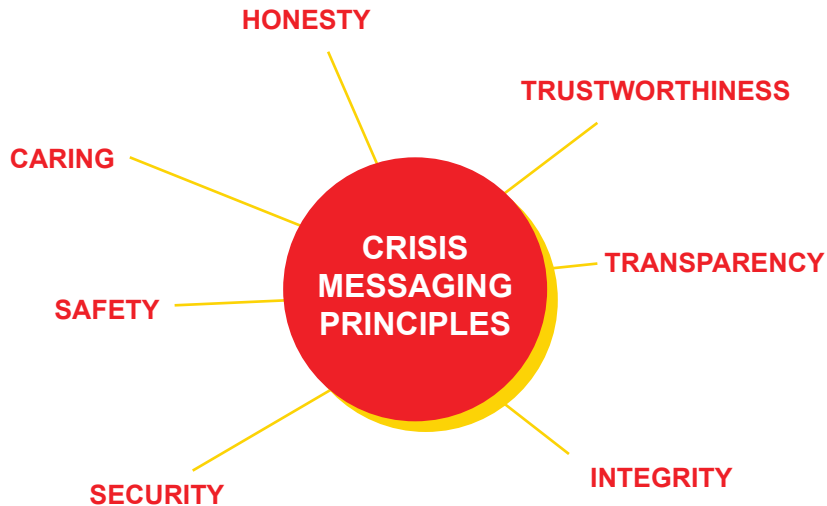 HONESTY
TRUSTWORTHINESS
CARING
CRISIS
MESSAGING
PRINCIPLES
TRANSPARENCY
SAFETY
INTEGRITY
SECURITY